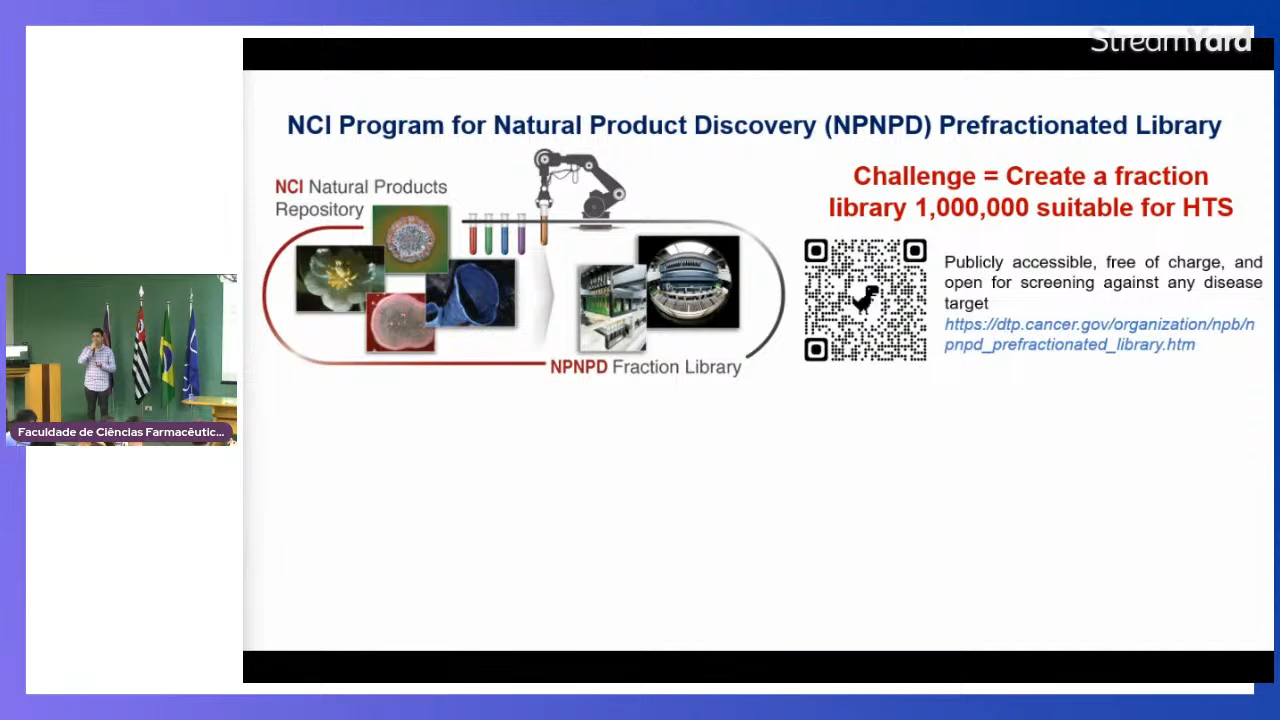 StreamYard
NCI Program for Natural Product Discovery (NPNPD) Prefractionated Library
NCI Natural Products
Repository
NPNPD Fraction Library
Challenge = Create a fraction
library 1,000,000 suitable for HTS
Publicly accessible, free of charge, and
open for screening against any disease
target
https://dtp.cancer.gov/organization/npb/n
pnpd_prefractionated_library.htm
Faculdade de Ciências Farmacêutic...